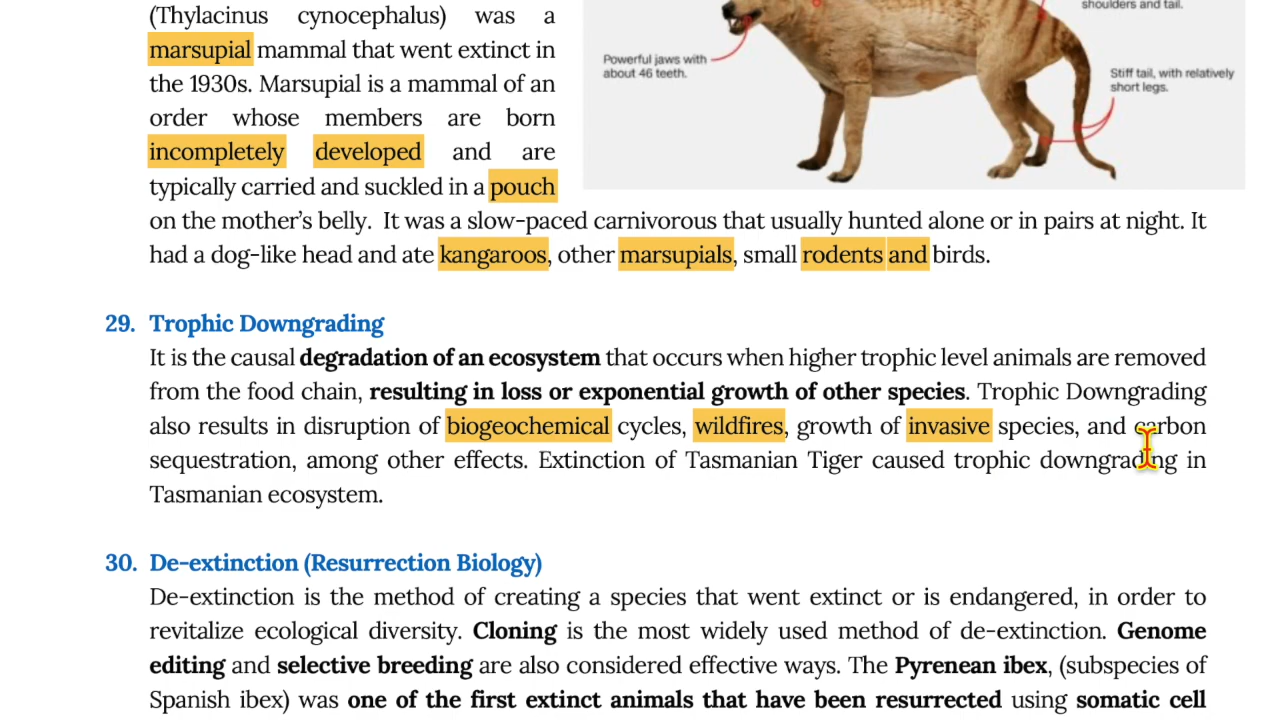 (Thylacinus cynocephalus) was a
marsupial mammal that went extinct in
the 1930s. Marsupial is a mammal of an
order whose members are born
incompletely developed and are
typically carried and suckled in a pouch
on the mother's belly. It was a slow-paced carnivorous that usually hunted alone or in pairs at night. It
had a dog-like head and ate kangaroos, other marsupials, small rodents and birds.
shoulders and tail.
Powerful jaws with
about 46 teeth.
Stiff tail, with relatively
short legs.
29. Trophic Downgrading
It is the causal degradation of an ecosystem that occurs when higher trophic level animals are removed
from the food chain, resulting in loss or exponential growth of other species. Trophic Downgrading
also results in disruption of biogeochemical cycles, wildfires, growth of invasive species, and carbon
sequestration, among other effects. Extinction of Tasmanian Tiger caused trophic downgrading in
Tasmanian ecosystem.
30. De-extinction (Resurrection Biology)
De-extinction is the method of creating a species that went extinct or is endangered, in order to
revitalize ecological diversity. Cloning is the most widely used method of de-extinction. Genome
editing and selective breeding are also considered effective ways. The Pyrenean ibex, (subspecies of
Spanish ibex) was one of the first extinct animals that have been resurrected using somatic cell